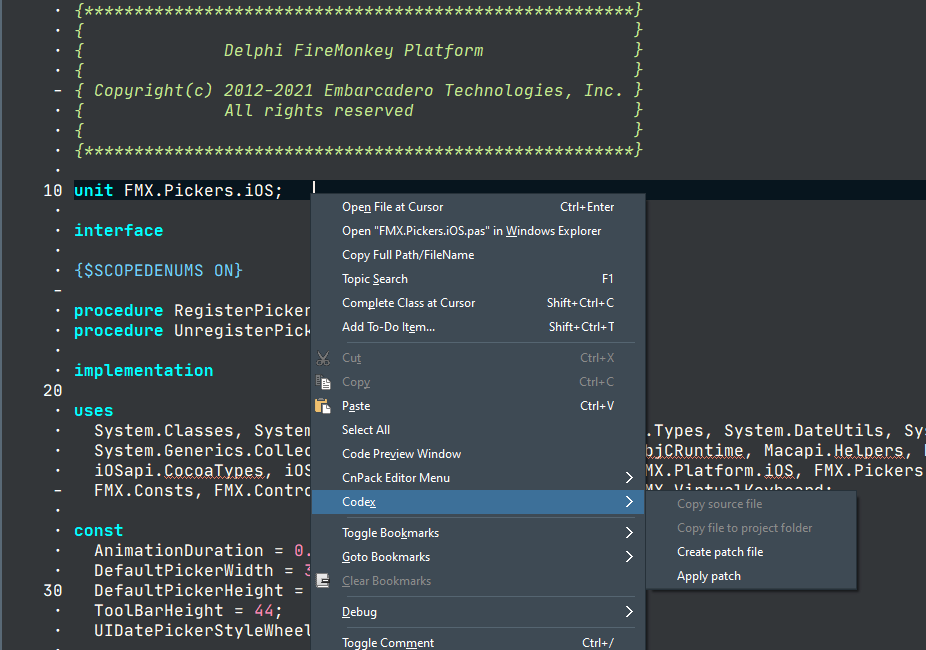 {*******************************************************}
{ }
{ Delphi FireMonkey Platform }
{ }
{ Copyright(c) 2012-2021 Embarcadero Technologies, Inc. }
{ All rights reserved }
{ }
{*******************************************************}
10 unit FMX.Pickers.iOS;
interface
{$SCOPEDENUMS ON}
procedure RegisterPicker
procedure UnregisterPick
implementation
20
uses
System.Classes, System .Types, System.DateUtils, Sys
System.Generics.Collec bjCRuntime, Macapi.Helpers,
iOSapi.CocoaTypes, iOS MX.Platform.iOS, FMX.Pickers
FMX.Consts, FMX.Contro MX.VirtualKeyboard;
const
AnimationDuration = 0.
DefaultPickerWidth = 3
30 DefaultPickerHeight =
ToolBarHeight = 44;
UIDatePickerStyleWheel
Open File at Cursor Ctrl+Enter
Open "FMX.Pickers.iOS.pas" in Windows Explorer
Copy Full Path/FileName
Topic Search F1
Complete Class at Cursor Shift+Ctrl+C
Add To-Do Item... Shift+Ctrl+T
Cut Ctrl+X
Copy Ctrl+C
Paste Ctrl+V
Select All
Code Preview Window
CnPack Editor Menu
Codex
Toggle Bookmarks
Goto Bookmarks
Clear Bookmarks
Debug
Toggle Comment Ctrl+/
Copy source file
Copy file to project folder
Create patch file
Apply patch